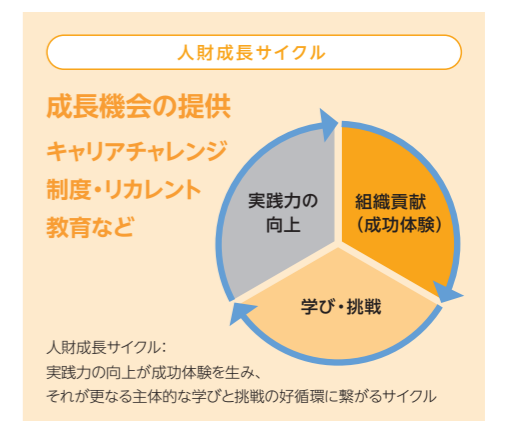 人財成長サイクル
成長機会の提供
キャリアチャレンジ
制度・リカレント
教育など
実践力の
向上
組織貢献
（成功体験）
学び・挑戦
人財成長サイクル：
実践力の向上が成功体験を生み、
それが更なる主体的な学びと挑戦の好循環に繋がるサイクル